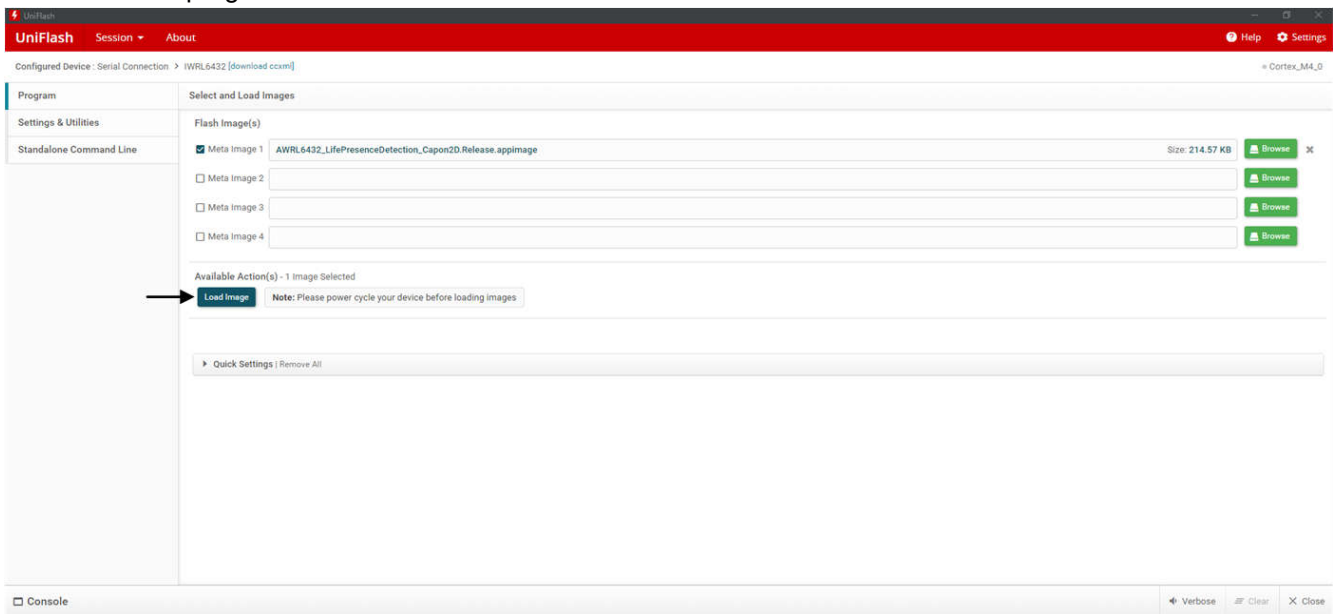 UniFlash
UniFlash Session About Help Settings
Configured Device : Serial Connection > IWRL6432 [download ccxml] Cortex_M4_0
Program
Settings & Utilities
Standalone Command Line
Select and Load Images
Flash Image(s)
Meta Image 1 AWRL6432_LifePresenceDetection_Capon2D.Release.appimage Size: 214.57 KB Browse
Meta Image 2 Browse
Meta Image 3 Browse
Meta Image 4 Browse
Available Action(s) - 1 Image Selected
Load Image Note: Please power cycle your device before loading images
Quick Settings | Remove All
Console Verbose Clear Close